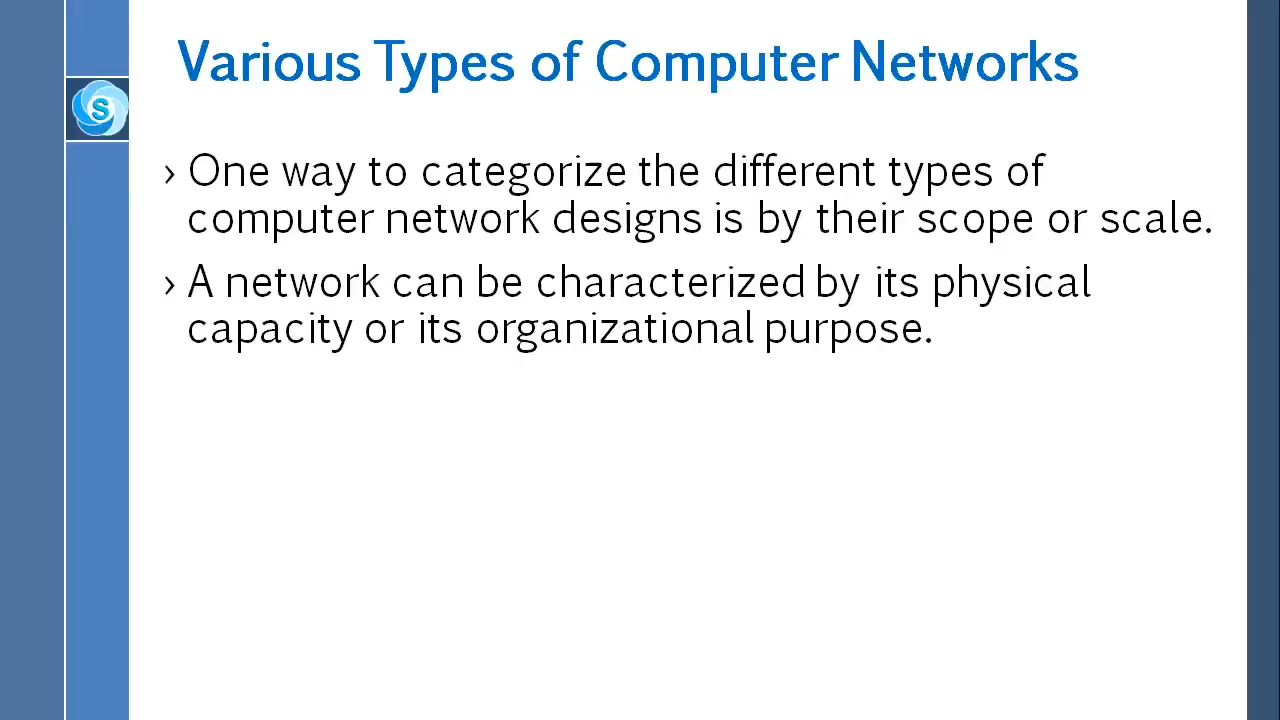 Various Types of Computer Networks
S
› One way to categorize the different types of
computer network designs is by their scope or scale.
› A network can be characterized by its physical
capacity or its organizational purpose.